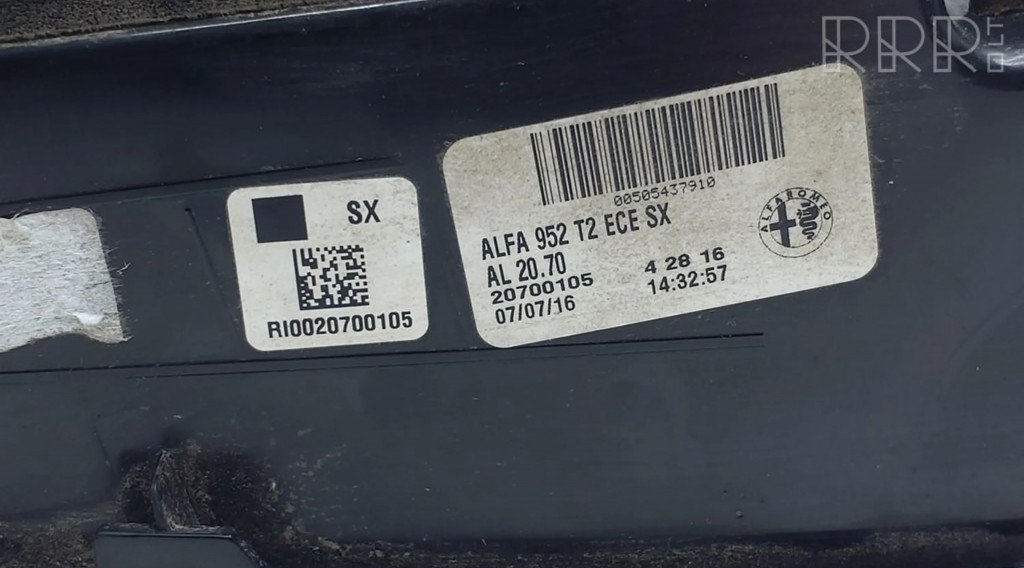 RRR.LT
SX
RI0020700105
00505437910
ALFA 952 T2 ECE SX
AL 20.70
20700105 4 28 16
07/07/16 14:32:57
ALFA ROMEO